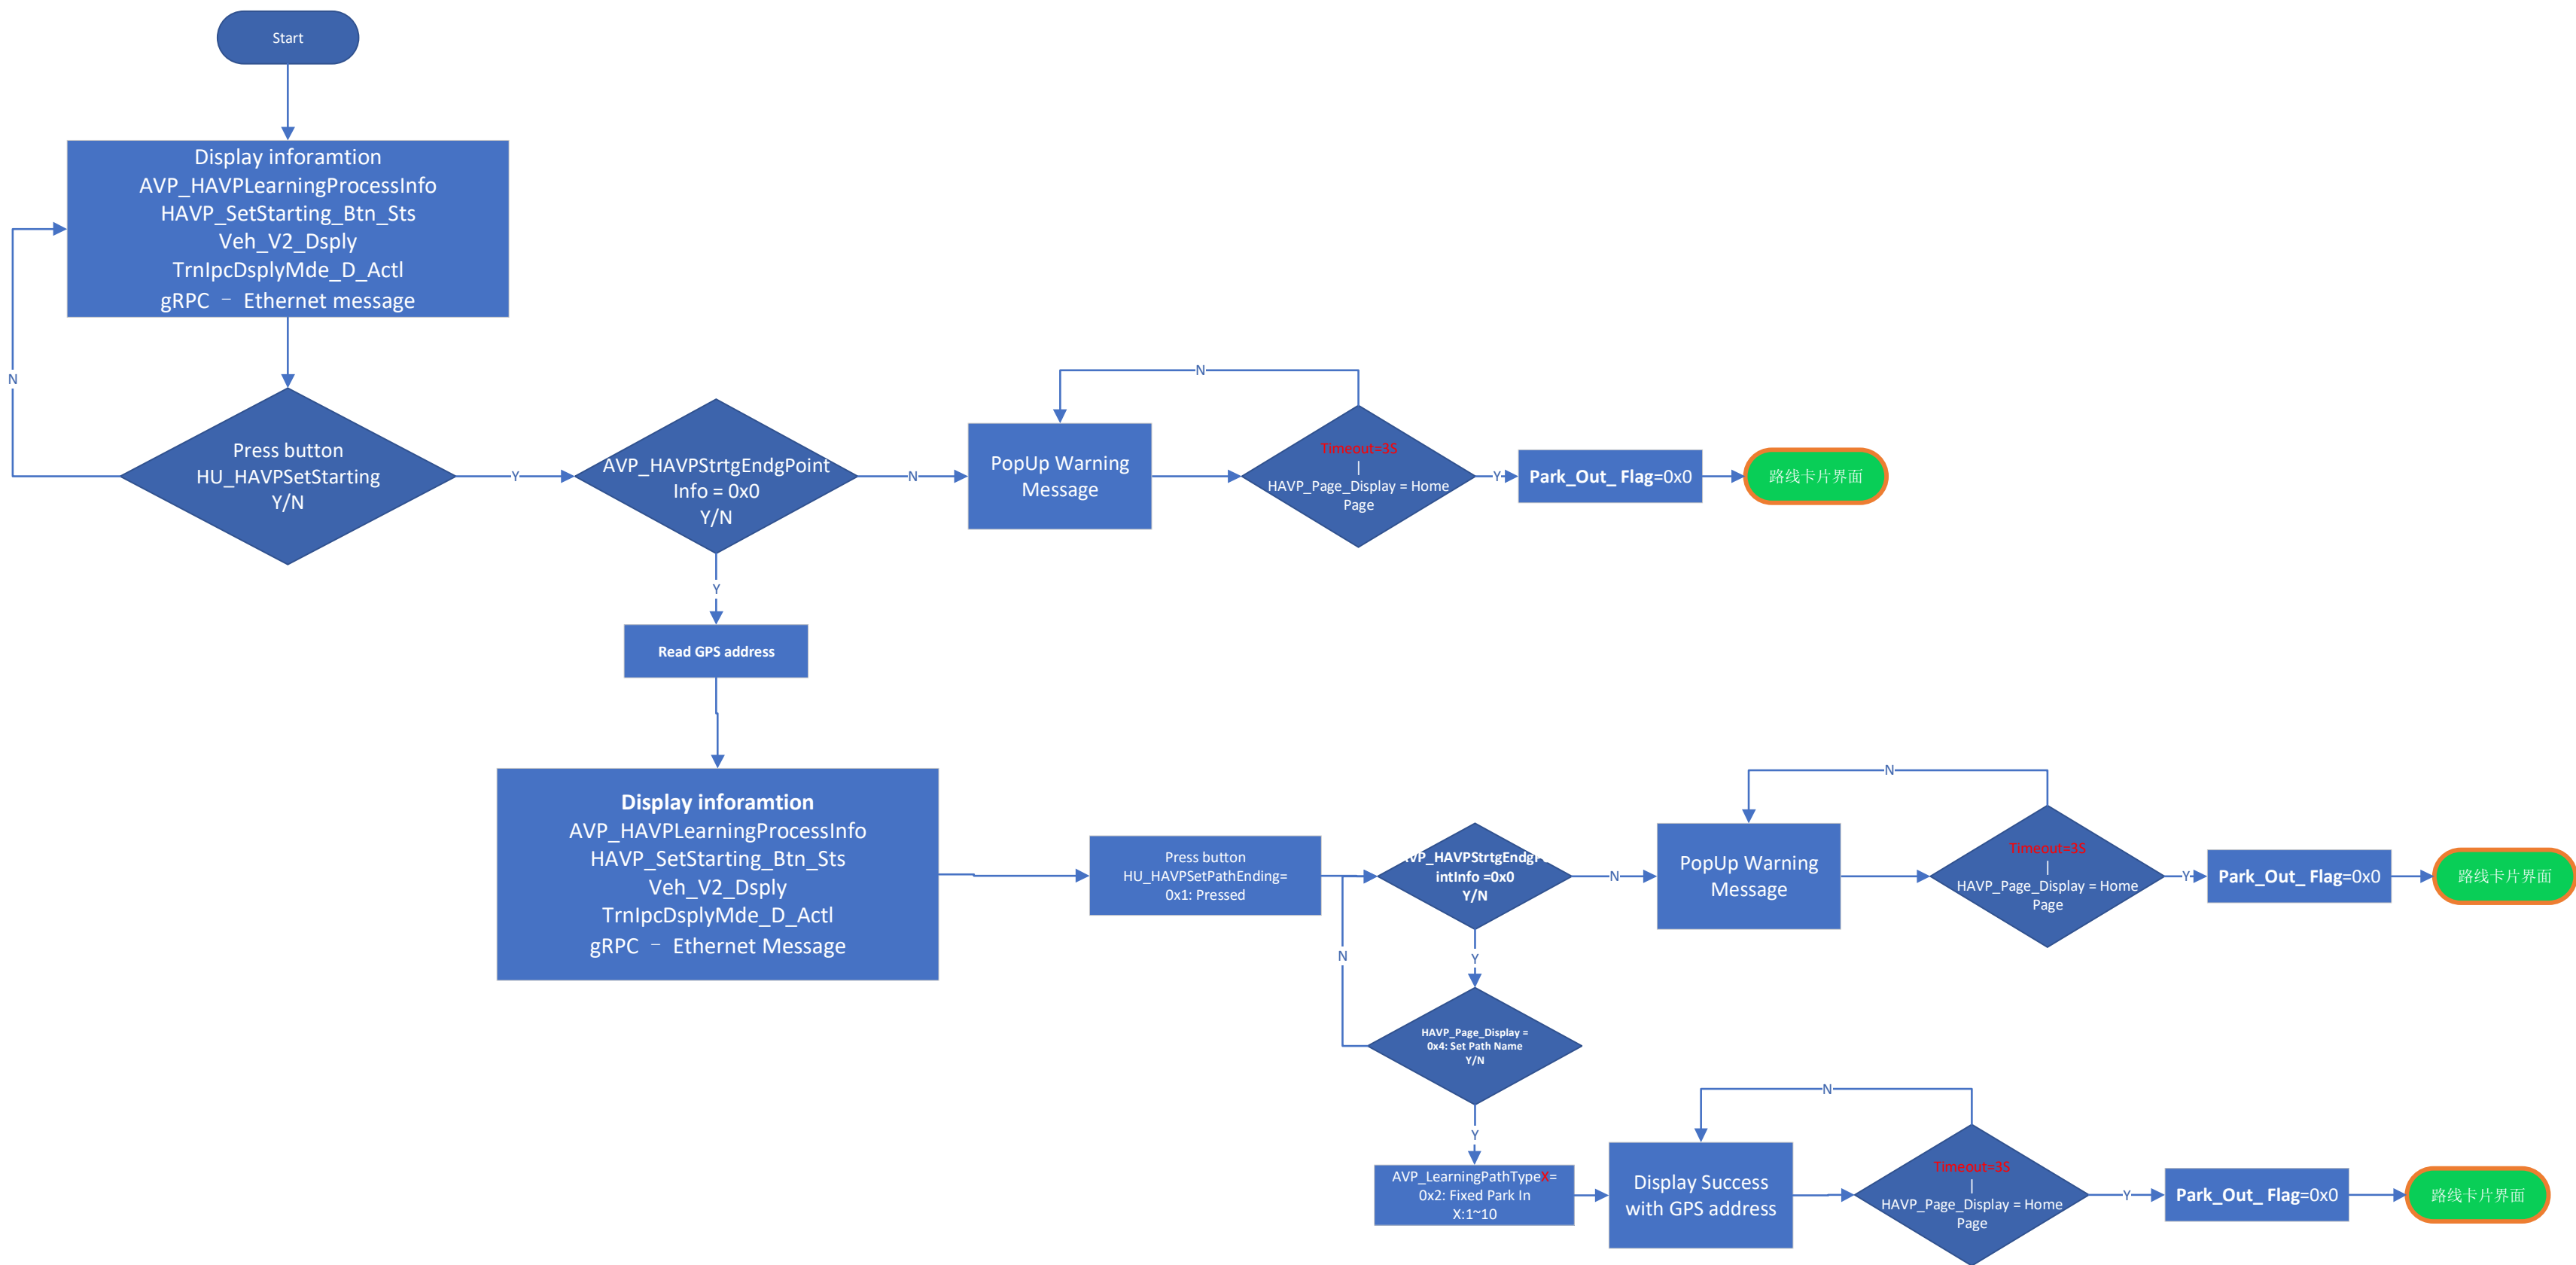 Start
Display inforamtion
AVP_HAVPLearningProcessInfo
HAVP_SetStarting_Btn_Sts
Veh_V2_Dsply
TrnIpcDsplyMde_D_Actl
gRPC – Ethernet message
N
Press button
HU_HAVPSetStarting
Y/N
Y
AVP_HAVPStrtgEndgPoint
Info = 0x0
Y/N
N
PopUp Warning
Message
N
Timeout=3S
|
HAVP_Page_Display = Home
Page
Y
Park_Out_ Flag=0x0
路线卡片界面
Y
Read GPS address
Display inforamtion
AVP_HAVPLearningProcessInfo
HAVP_SetStarting_Btn_Sts
Veh_V2_Dsply
TrnIpcDsplyMde_D_Actl
gRPC – Ethernet Message
Press button
HU_HAVPSetPathEnding=
0x1: Pressed
VP_HAVPStrtgEndgP
intInfo =0x0
Y/N
N
PopUp Warning
Message
N
Timeout=3S
|
HAVP_Page_Display = Home
Page
Y
Park_Out_ Flag=0x0
路线卡片界面
Y
N
HAVP_Page_Display =
0x4: Set Path Name
Y/N
Y
AVP_LearningPathTypeX=
0x2: Fixed Park In
X:1~10
Display Success
with GPS address
N
Timeout=3S
|
HAVP_Page_Display = Home
Page
Y
Park_Out_ Flag=0x0
路线卡片界面